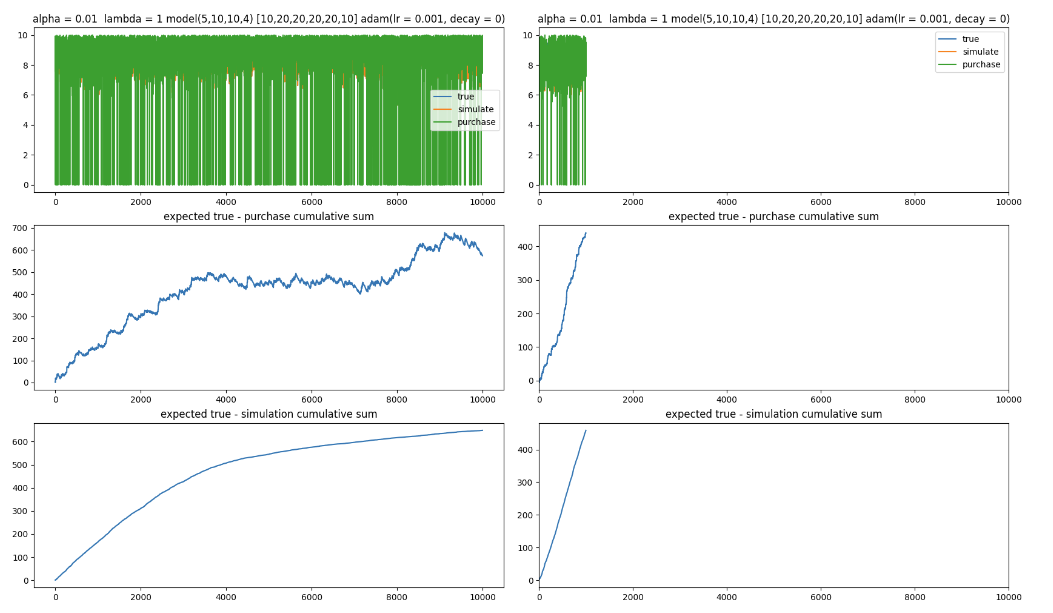 alpha = 0.01  lambda = 1 model(5,10,10,4) [10,20,20,20,20,10] adam(lr = 0.001, decay = 0)
10
8
6
4
2
0
true
simulate
purchase
0 2000 4000 6000 8000 10000
alpha = 0.01  lambda = 1 model(5,10,10,4) [10,20,20,20,20,10] adam(lr = 0.001, decay = 0)
10
8
6
4
2
0
true
simulate
purchase
2000 4000 6000 8000 10000
expected true - purchase cumulative sum
700
600
500
400
300
200
100
0
0 2000 4000 6000 8000 10000
expected true - purchase cumulative sum
400
300
200
100
0
2000 4000 6000 8000 10000
expected true - simulation cumulative sum
600
500
400
300
200
100
0
0 2000 4000 6000 8000 10000
expected true - simulation cumulative sum
400
300
200
100
0
2000 4000 6000 8000 10000